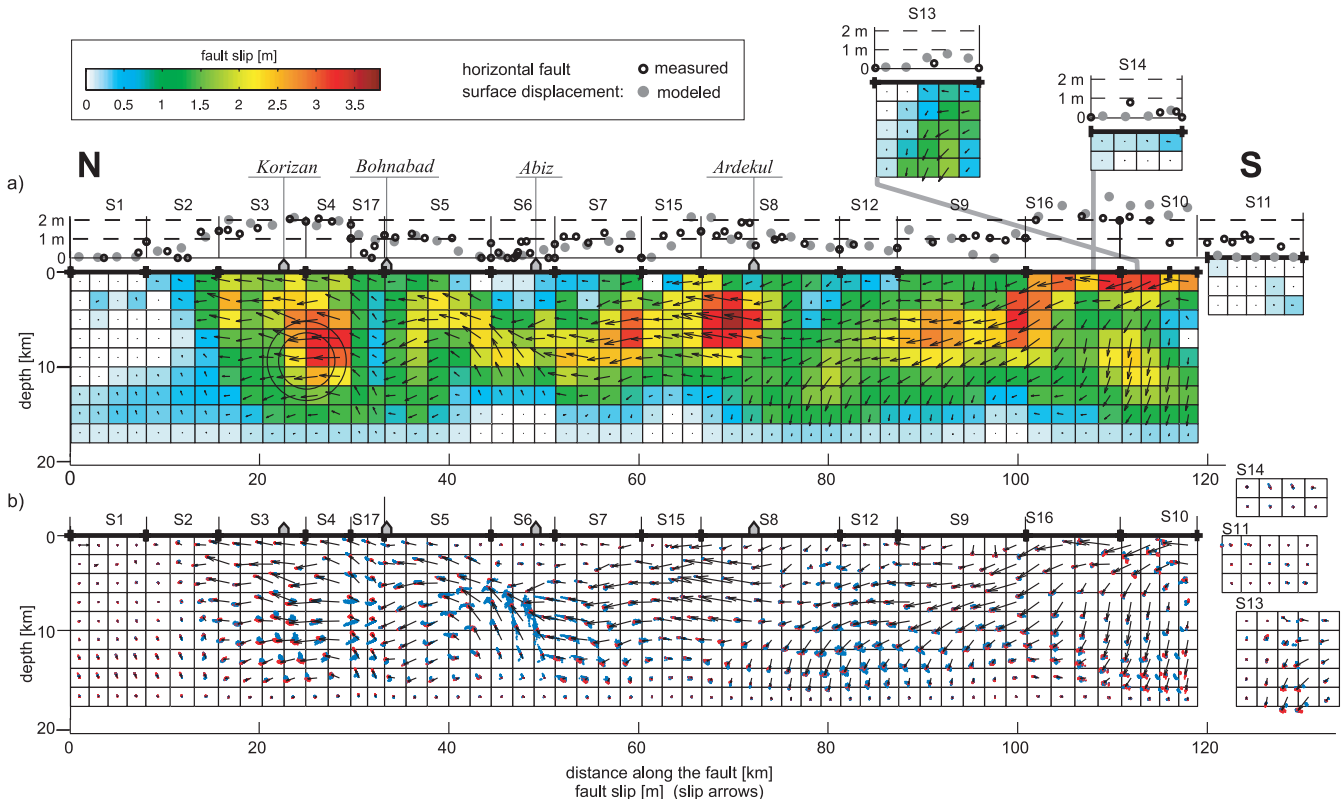 S13
2 m
1 m
0
S14
2 m
1 m
0
fault slip [m]
0 0.5 1 1.5 2 2.5 3 3.5
horizontal fault
surface displacement:
measured
modeled
N
S
a)
Korizan
Bohnabad
Abiz
Ardekul
S1 S2 S3 S4 S17 S5 S6 S7 S15 S8 S12 S9 S16 S10 S11
2 m
1 m
0
2 m
1 m
0
0
10
20
depth [km]
0 20 40 60 80 100 120
b)
S1 S2 S3 S4 S17 S5 S6 S7 S15 S8 S12 S9 S16 S10
S14
S11
S13
0
10
20
depth [km]
0 20 40 60 80 100 120
distance along the fault [km]
fault slip [m] (slip arrows)